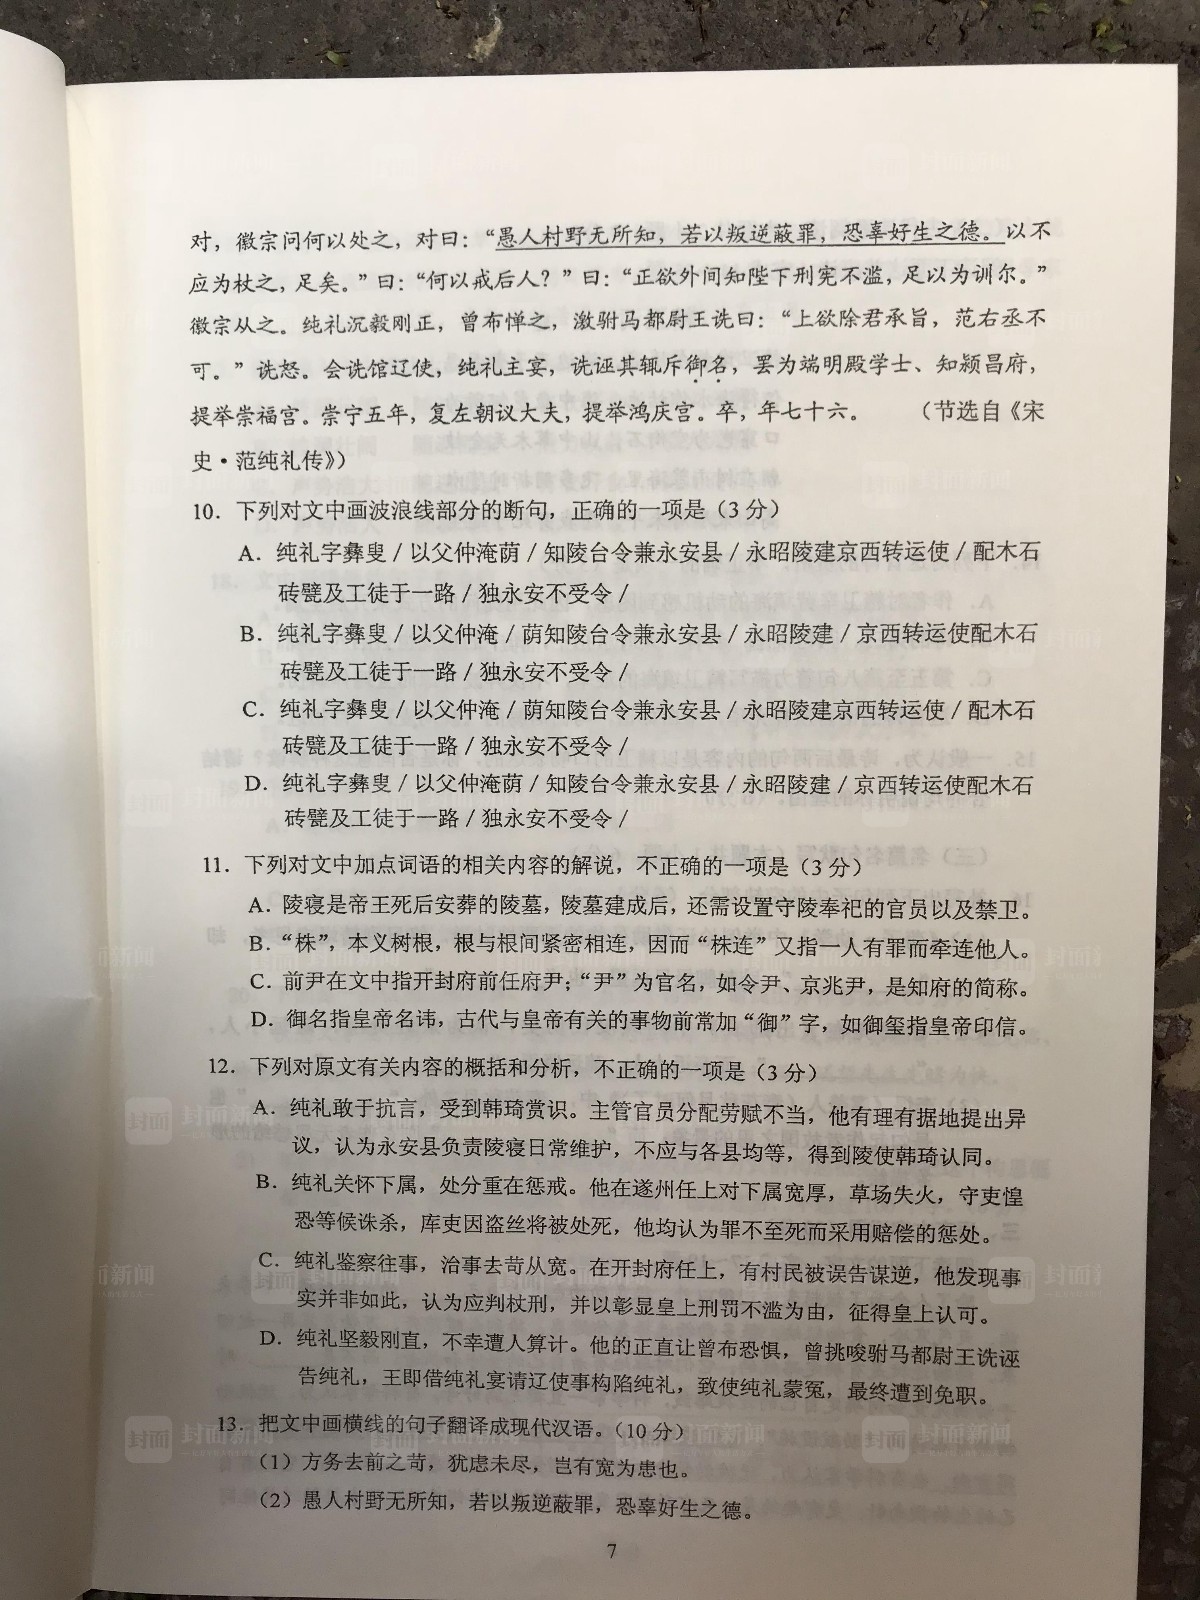 对，徽宗问何以处之，对曰：“愚人村野无所知，若以叛逆蔽罪，恐辜好生之德。以不
应为杖之，足矣。”曰：“何以戒后人？”曰：“正欲外间知陛下刑宪不滥，足以为训尔。”
徽宗从之。纯礼沉毅刚正，曾布惮之，激驸马都尉王诜曰：“上欲除君承旨，范右丞不
可。”诜怒。会诜馆辽使，纯礼主宴，诜诬其辄斥御名，罢为端明殿学士、知颍昌府，
提举崇福宫。崇宁五年，复左朝议大夫，提举鸿庆宫。卒，年七十六。（节选自《宋
史·范纯礼传》）
10．下列对文中画波浪线部分的断句，正确的一项是（3 分）
A．纯礼字彝叟 / 以父仲淹荫 / 知陵台令兼永安县 / 永昭陵建京西转运使 / 配木石
砖甓及工徒于一路 / 独永安不受令 /
B．纯礼字彝叟 / 以父仲淹 / 荫知陵台令兼永安县 / 永昭陵建 / 京西转运使配木石
砖甓及工徒于一路 / 独永安不受令 /
C．纯礼字彝叟 / 以父仲淹 / 荫知陵台令兼永安县 / 永昭陵建京西转运使 / 配木石
砖甓及工徒于一路 / 独永安不受令 /
D．纯礼字彝叟 / 以父仲淹荫 / 知陵台令兼永安县 / 永昭陵建 / 京西转运使配木石
砖甓及工徒于一路 / 独永安不受令 /
11．下列对文中加点词语的相关内容的解说，不正确的一项是（3 分）
A．陵寝是帝王死后安葬的陵墓，陵墓建成后，还需设置守陵奉祀的官员以及禁卫。
B．“株”，本义树根，根与根间紧密相连，因而“株连”又指一人有罪而牵连他人。
C．前尹在文中指开封府前任府尹；“尹”为官名，如令尹、京兆尹，是知府的简称。
D．御名指皇帝名讳，古代与皇帝有关的事物前常加“御”字，如御玺指皇帝印信。
12．下列对原文有关内容的概括和分析，不正确的一项是（3 分）
A．纯礼敢于抗言，受到韩琦赏识。主管官员分配劳赋不当，他有理有据地提出异
议，认为永安县负责陵寝日常维护，不应与各县均等，得到陵使韩琦认同。
B．纯礼关怀下属，处分重在惩戒。他在遂州任上对下属宽厚，草场失火，守吏惶
恐等候诛杀，库吏因盗丝将被处死，他均认为罪不至死而采用赔偿的惩处。
C．纯礼鉴察往事，治事去苛从宽。在开封府任上，有村民被误告谋逆，他发现事
实并非如此，认为应判杖刑，并以彰显皇上刑罚不滥为由，征得皇上认可。
D．纯礼坚毅刚直，不幸遭人算计。他的正直让曾布恐惧，曾挑唆驸马都尉王诜诬
告纯礼，王即借纯礼宴请辽使事构陷纯礼，致使纯礼蒙冤，最终遭到免职。
13．把文中画横线的句子翻译成现代汉语。（10 分）
（1）方务去前之苛，犹虑未尽，岂有宽为患也。
（2）愚人村野无所知，若以叛逆蔽罪，恐辜好生之德。
7
封面新闻